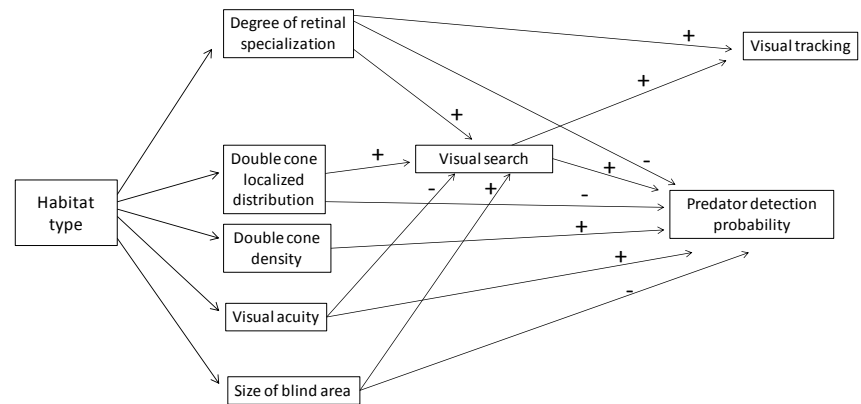 Degree of retinal
specialization
+
Visual tracking
+
+
Double cone
localized
distribution
+
Visual search
-
+
+
-
-
Habitat
type
Predator detection
probability
Double cone
density
+
+
Visual acuity
-
Size of blind area